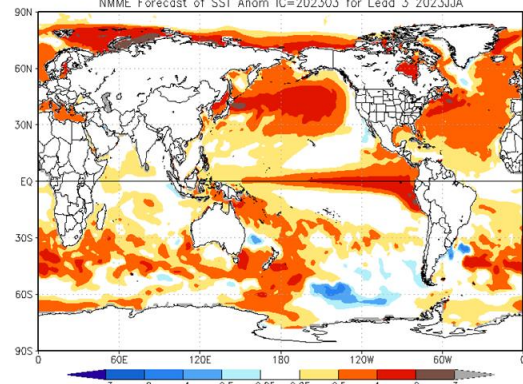 NMME Forecast of SST Anom IC=202303 for Lead 3 2023JJA
90N
60N
30N
EQ
30S
60S
90S
0 60E 120E 180 120W 60W 0